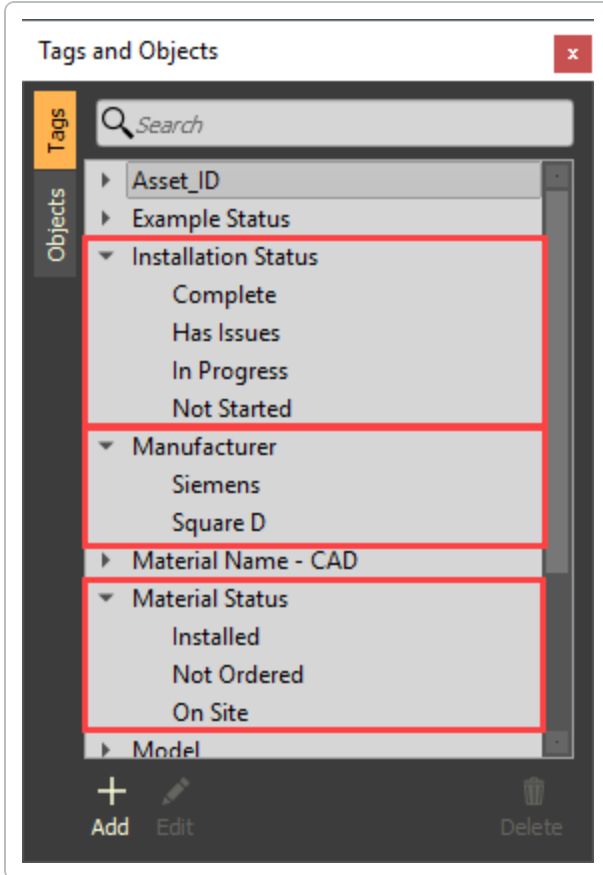 Tags and Objects
x
Tags
Objects
Search
Asset_ID
Example Status
Installation Status
Complete
Has Issues
In Progress
Not Started
Manufacturer
Siemens
Square D
Material Name - CAD
Material Status
Installed
Not Ordered
On Site
Model
Add
Edit
Delete